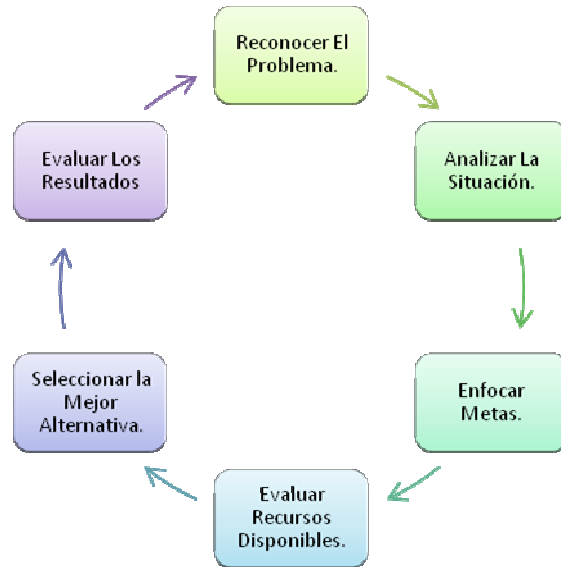 Reconocer El
Problema.
Analizar La
Situación.
Enfocar
Metas.
Evaluar
Recursos
Disponibles.
Seleccionar la
Mejor
Alternativa.
Evaluar Los
Resultados